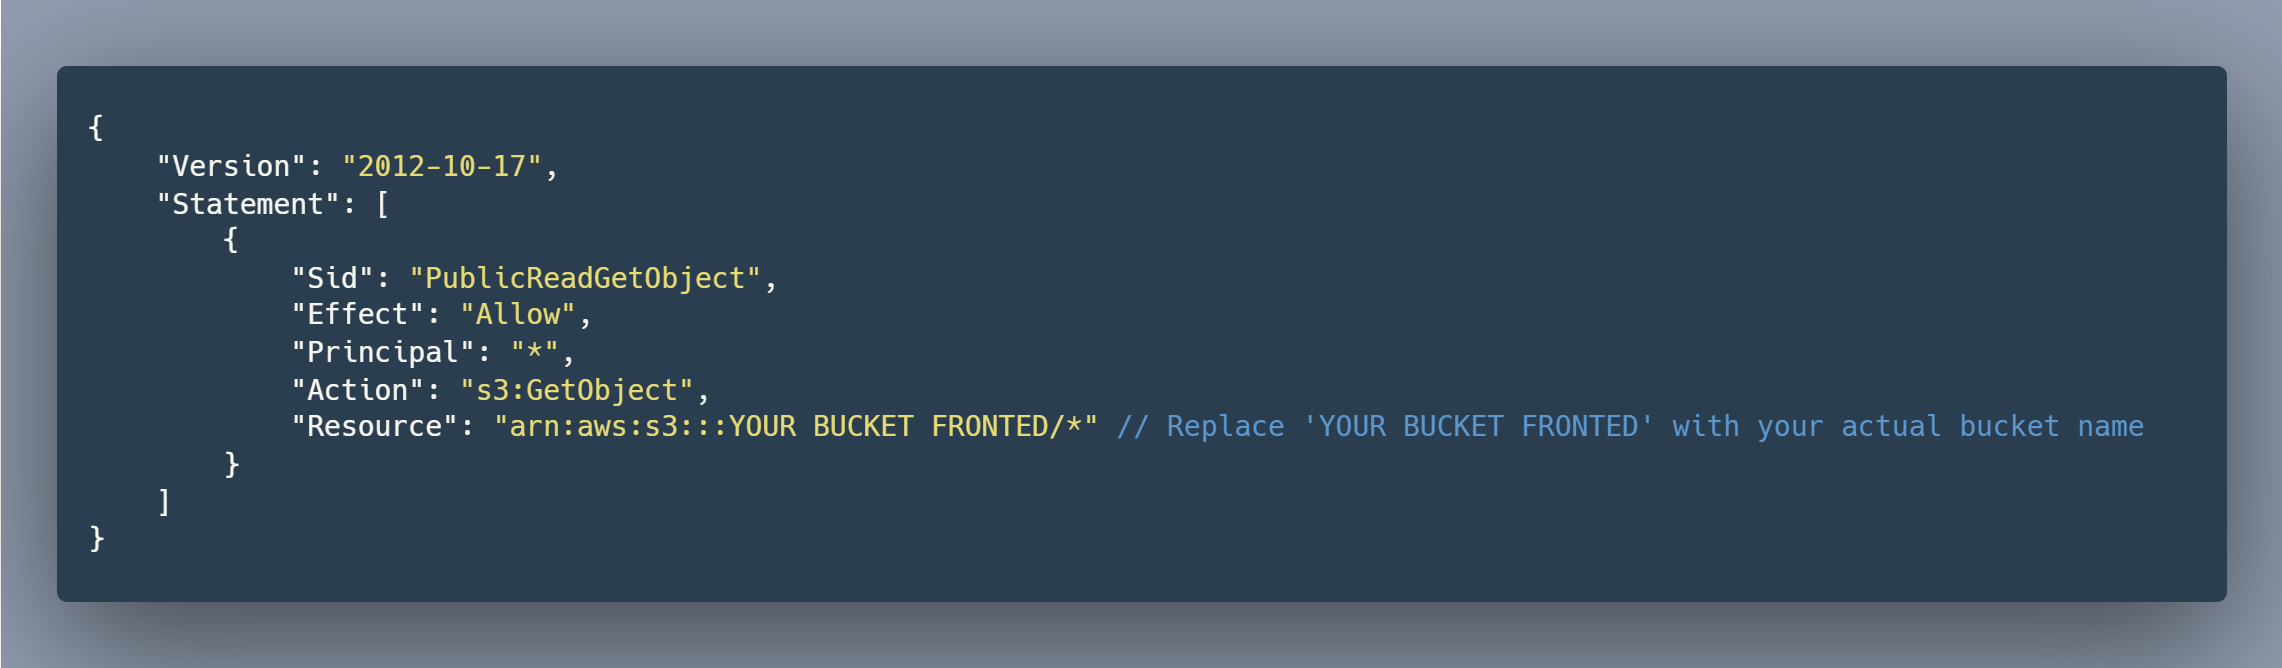 {
    "Version": "2012-10-17",
    "Statement": [
        {
            "Sid": "PublicReadGetObject",
            "Effect": "Allow",
            "Principal": "*",
            "Action": "s3:GetObject",
            "Resource": "arn:aws:s3:::YOUR BUCKET FRONTED/*" // Replace 'YOUR BUCKET FRONTED' with your actual bucket name
        }
    ]
}